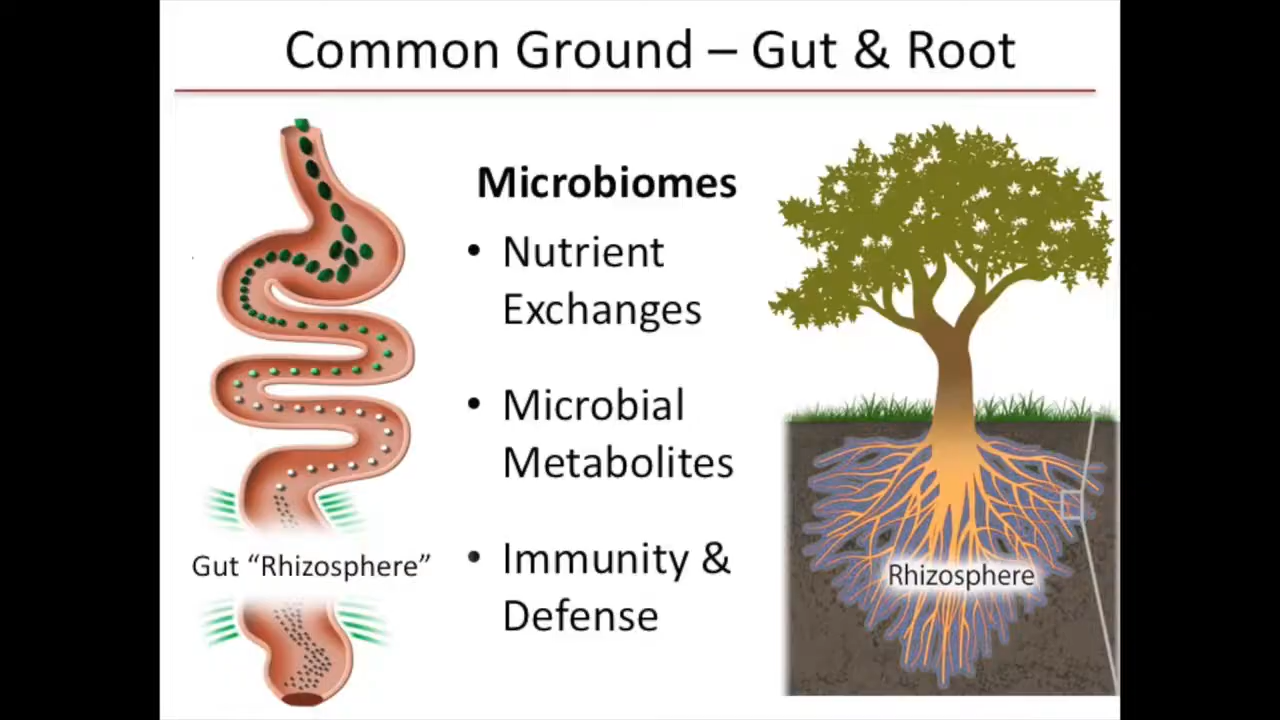 Common Ground – Gut & Root
Microbiomes
• Nutrient
Exchanges
• Microbial
Metabolites
• Immunity &
Defense
Gut “Rhizosphere”
Rhizosphere